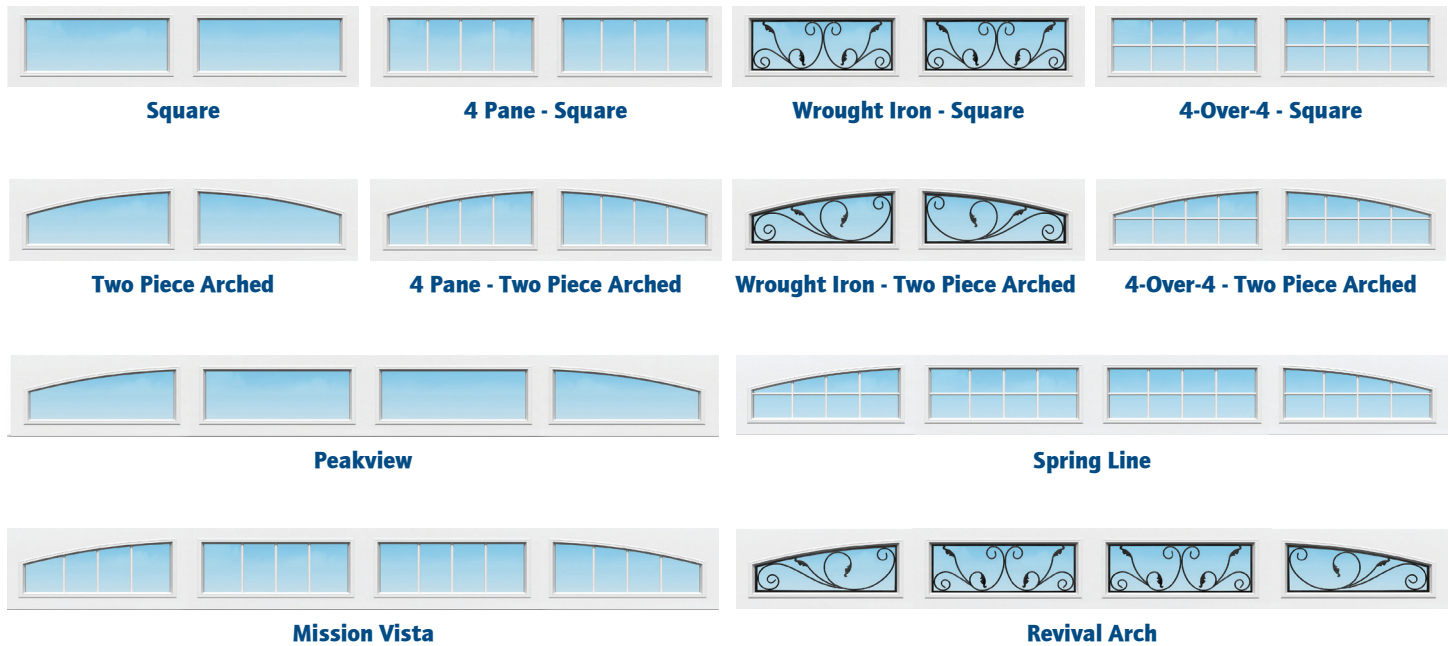 Square
4 Pane - Square
Wrought Iron - Square
4-Over-4 - Square
Two Piece Arched
4 Pane - Two Piece Arched
Wrought Iron - Two Piece Arched
4-Over-4 - Two Piece Arched
Peakview
Spring Line
Mission Vista
Revival Arch